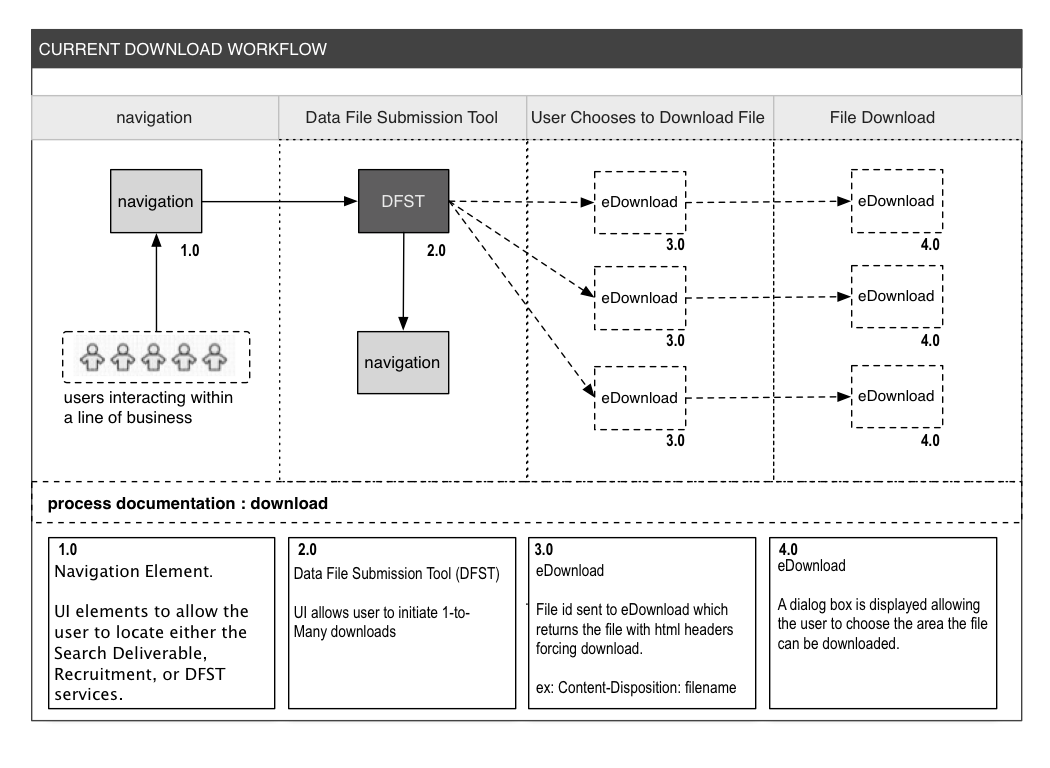 CURRENT DOWNLOAD WORKFLOW
navigation
Data File Submission Tool
User Chooses to Download File
File Download
navigation
1.0
DFST
2.0
eDownload
3.0
eDownload
4.0
eDownload
3.0
eDownload
4.0
users interacting within
a line of business
navigation
eDownload
3.0
eDownload
4.0
process documentation : download
1.0
Navigation Element.
UI elements to allow the
user to locate either the
Search Deliverable,
Recruitment, or DFST
services.
2.0
Data File Submission Tool (DFST)
UI allows user to initiate 1-to-
Many downloads
3.0
eDownload
File id sent to eDownload which
returns the file with html headers
forcing download.
ex: Content-Disposition: filename
4.0
eDownload
A dialog box is displayed allowing
the user to choose the area the file
can be downloaded.